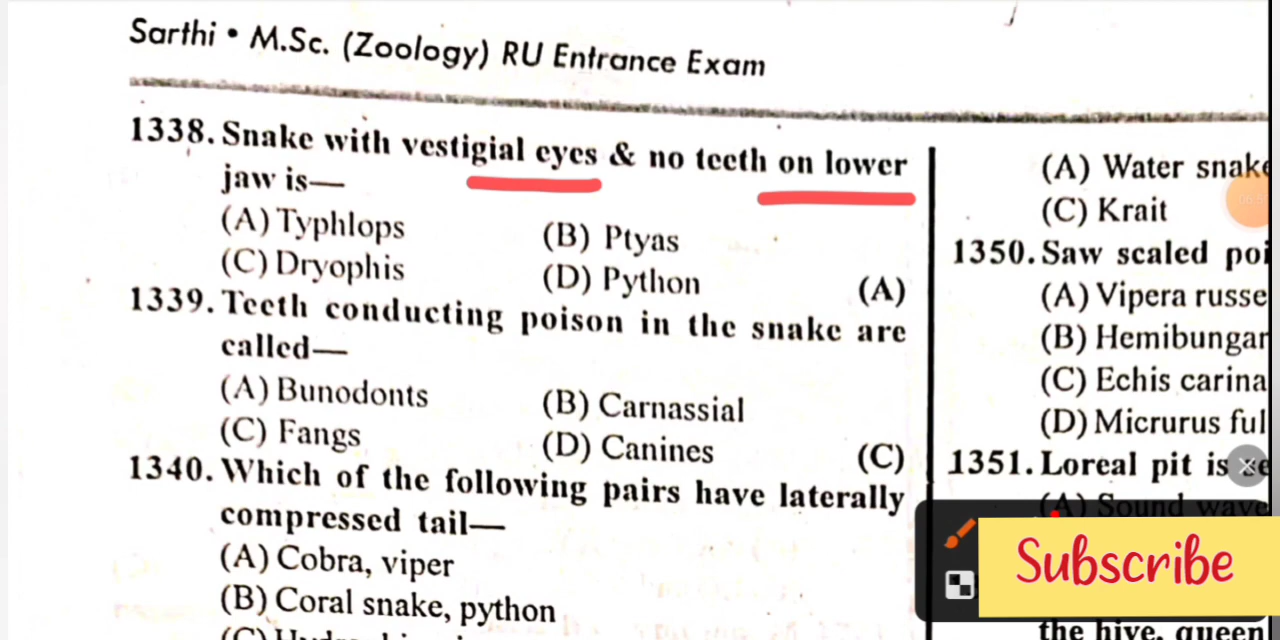 Sarthi • M.Sc. (Zoology) RU Entrance Exam
1338. Snake with vestigial eyes & no teeth on lower
jaw is—
(A) Typhlops (B) Ptyas
(C) Dryophis (D) Python (A)
1339. Teeth conducting poison in the snake are
called—
(A) Bunodonts (B) Carnassial
(C) Fangs (D) Canines (C)
1340. Which of the following pairs have laterally
compressed tail—
(A) Cobra, viper
(B) Coral snake, python
(A) Water snake
(C) Krait
1350. Saw scaled poi
(A) Vipera russe
(B) Hemibungar
(C) Echis carina
(D) Micrurus ful
1351. Loreal pit is se
(A) Sound wave
the hive, queen
Subscribe